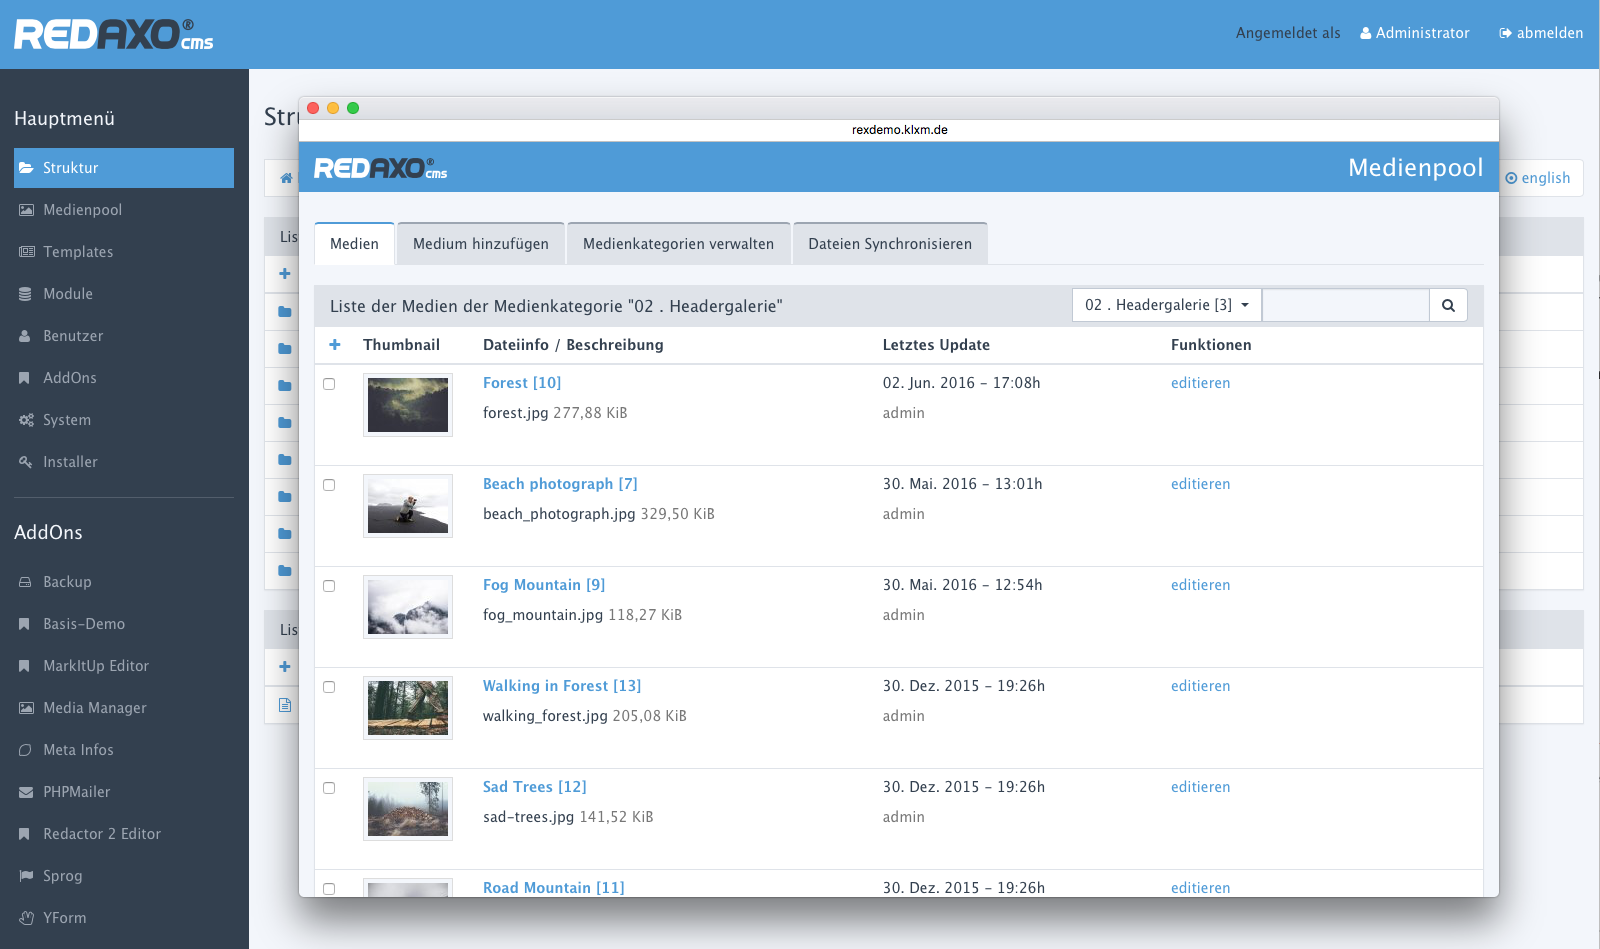 REDAXO® cms
Angemeldet als Administrator abmelden
Hauptmenü
Struktur
Medienpool
Templates
Module
Benutzer
AddOns
System
Installer
AddOns
Backup
Basis-Demo
MarkItUp Editor
Media Manager
Meta Infos
PHPMailer
Redactor 2 Editor
Sprog
YForm
Str
english
Lis
Lis
rexdemo.klxm.de
REDAXO® cms
Medienpool
Medien Medium hinzufügen Medienkategorien verwalten Dateien Synchronisieren
Liste der Medien der Medienkategorie "02 . Headergalerie" 02 . Headergalerie [3]
+ Thumbnail Dateiinfo / Beschreibung Letztes Update Funktionen
Forest [10] 02. Jun. 2016 - 17:08h editieren
forest.jpg 277,88 KiB admin
Beach photograph [7] 30. Mai. 2016 - 13:01h editieren
beach_photograph.jpg 329,50 KiB admin
Fog Mountain [9] 30. Mai. 2016 - 12:54h editieren
fog_mountain.jpg 118,27 KiB admin
Walking in Forest [13] 30. Dez. 2015 - 19:26h editieren
walking_forest.jpg 205,08 KiB admin
Sad Trees [12] 30. Dez. 2015 - 19:26h editieren
sad-trees.jpg 141,52 KiB admin
Road Mountain [11] 30. Dez. 2015 - 19:26h editieren